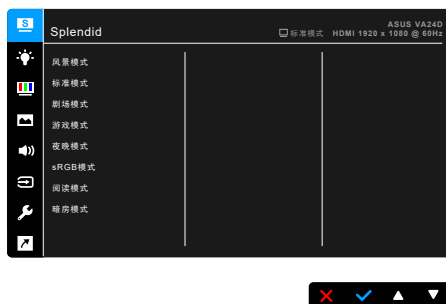 S
Splendid
ASUS VA24D
标准模式 HDMI 1920 x 1080 @ 60Hz
风景模式
标准模式
剧场模式
游戏模式
夜晚模式
sRGB模式
阅读模式
暗房模式